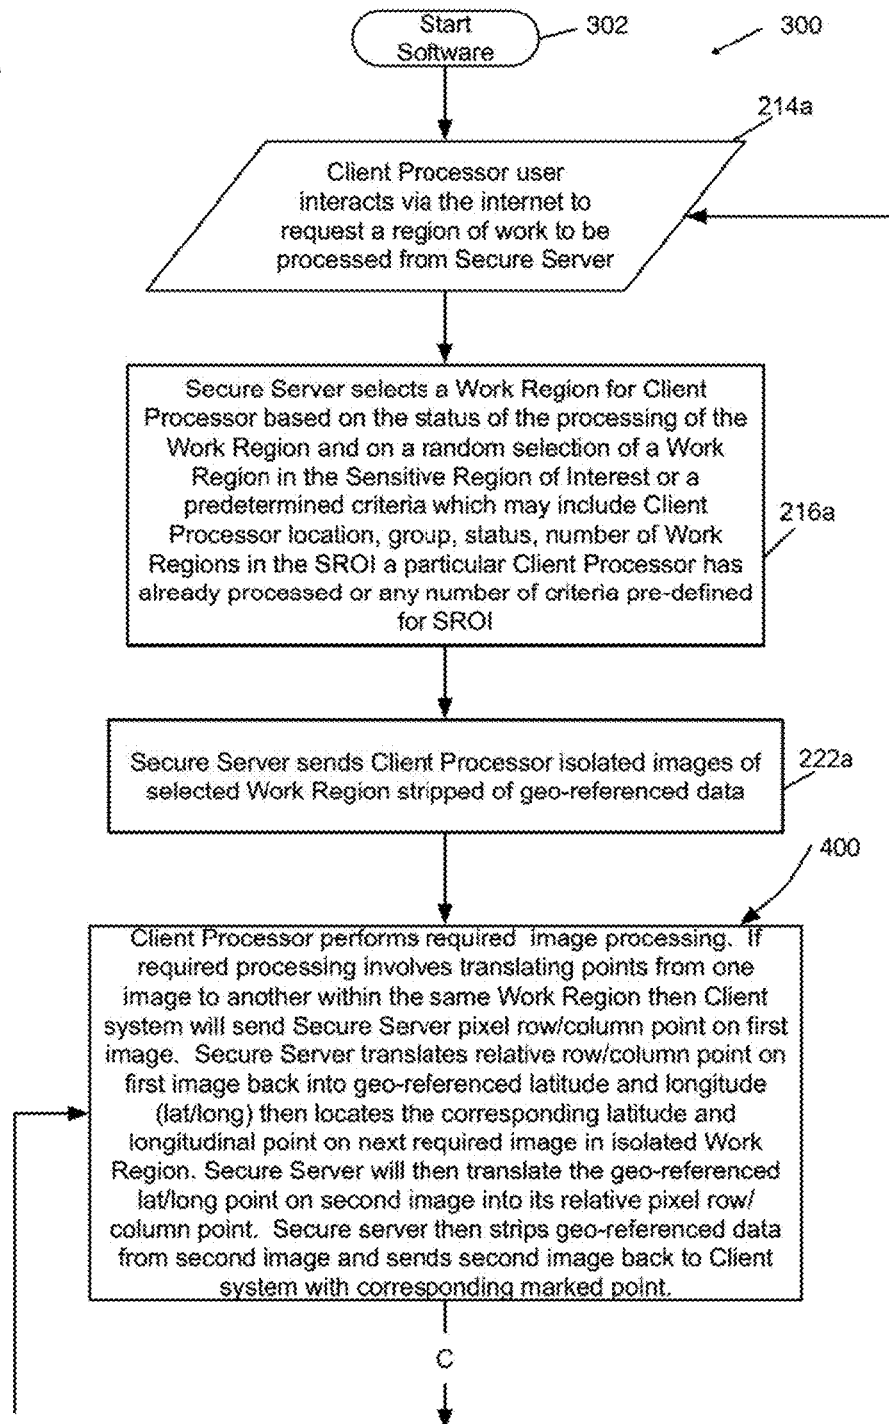 Start
Software
302
300
214a
Client Processor user
interacts via the internet to
request a region of work to be
processed from Secure Server
Secure Server selects a Work Region for Client
Processor based on the status of the processing of the
Work Region and on a random selection of a Work
Region in the Sensitive Region of Interest or a
predetermined criteria which may include Client
Processor location, group, status, number of Work
Regions in the SROI a particular Client Processor has
already processed or any number of criteria pre-defined
for SROI
216a
Secure Server sends Client Processor isolated images of
selected Work Region stripped of geo-referenced data
222a
400
Client Processor performs required image processing. If
required processing involves translating points from one
image to another within the same Work Region then Client
system will send Secure Server pixel row/column point on first
image. Secure Server translates relative row/column point on
first image back into geo-referenced latitude and longitude
(lat/long) then locates the corresponding latitude and
longitudinal point on next required image in isolated Work
Region. Secure Server will then translate the geo-referenced
lat/long point on second image into its relative pixel row/
column point. Secure server then strips geo-referenced data
from second image and sends second image back to Client
system with corresponding marked point.
C